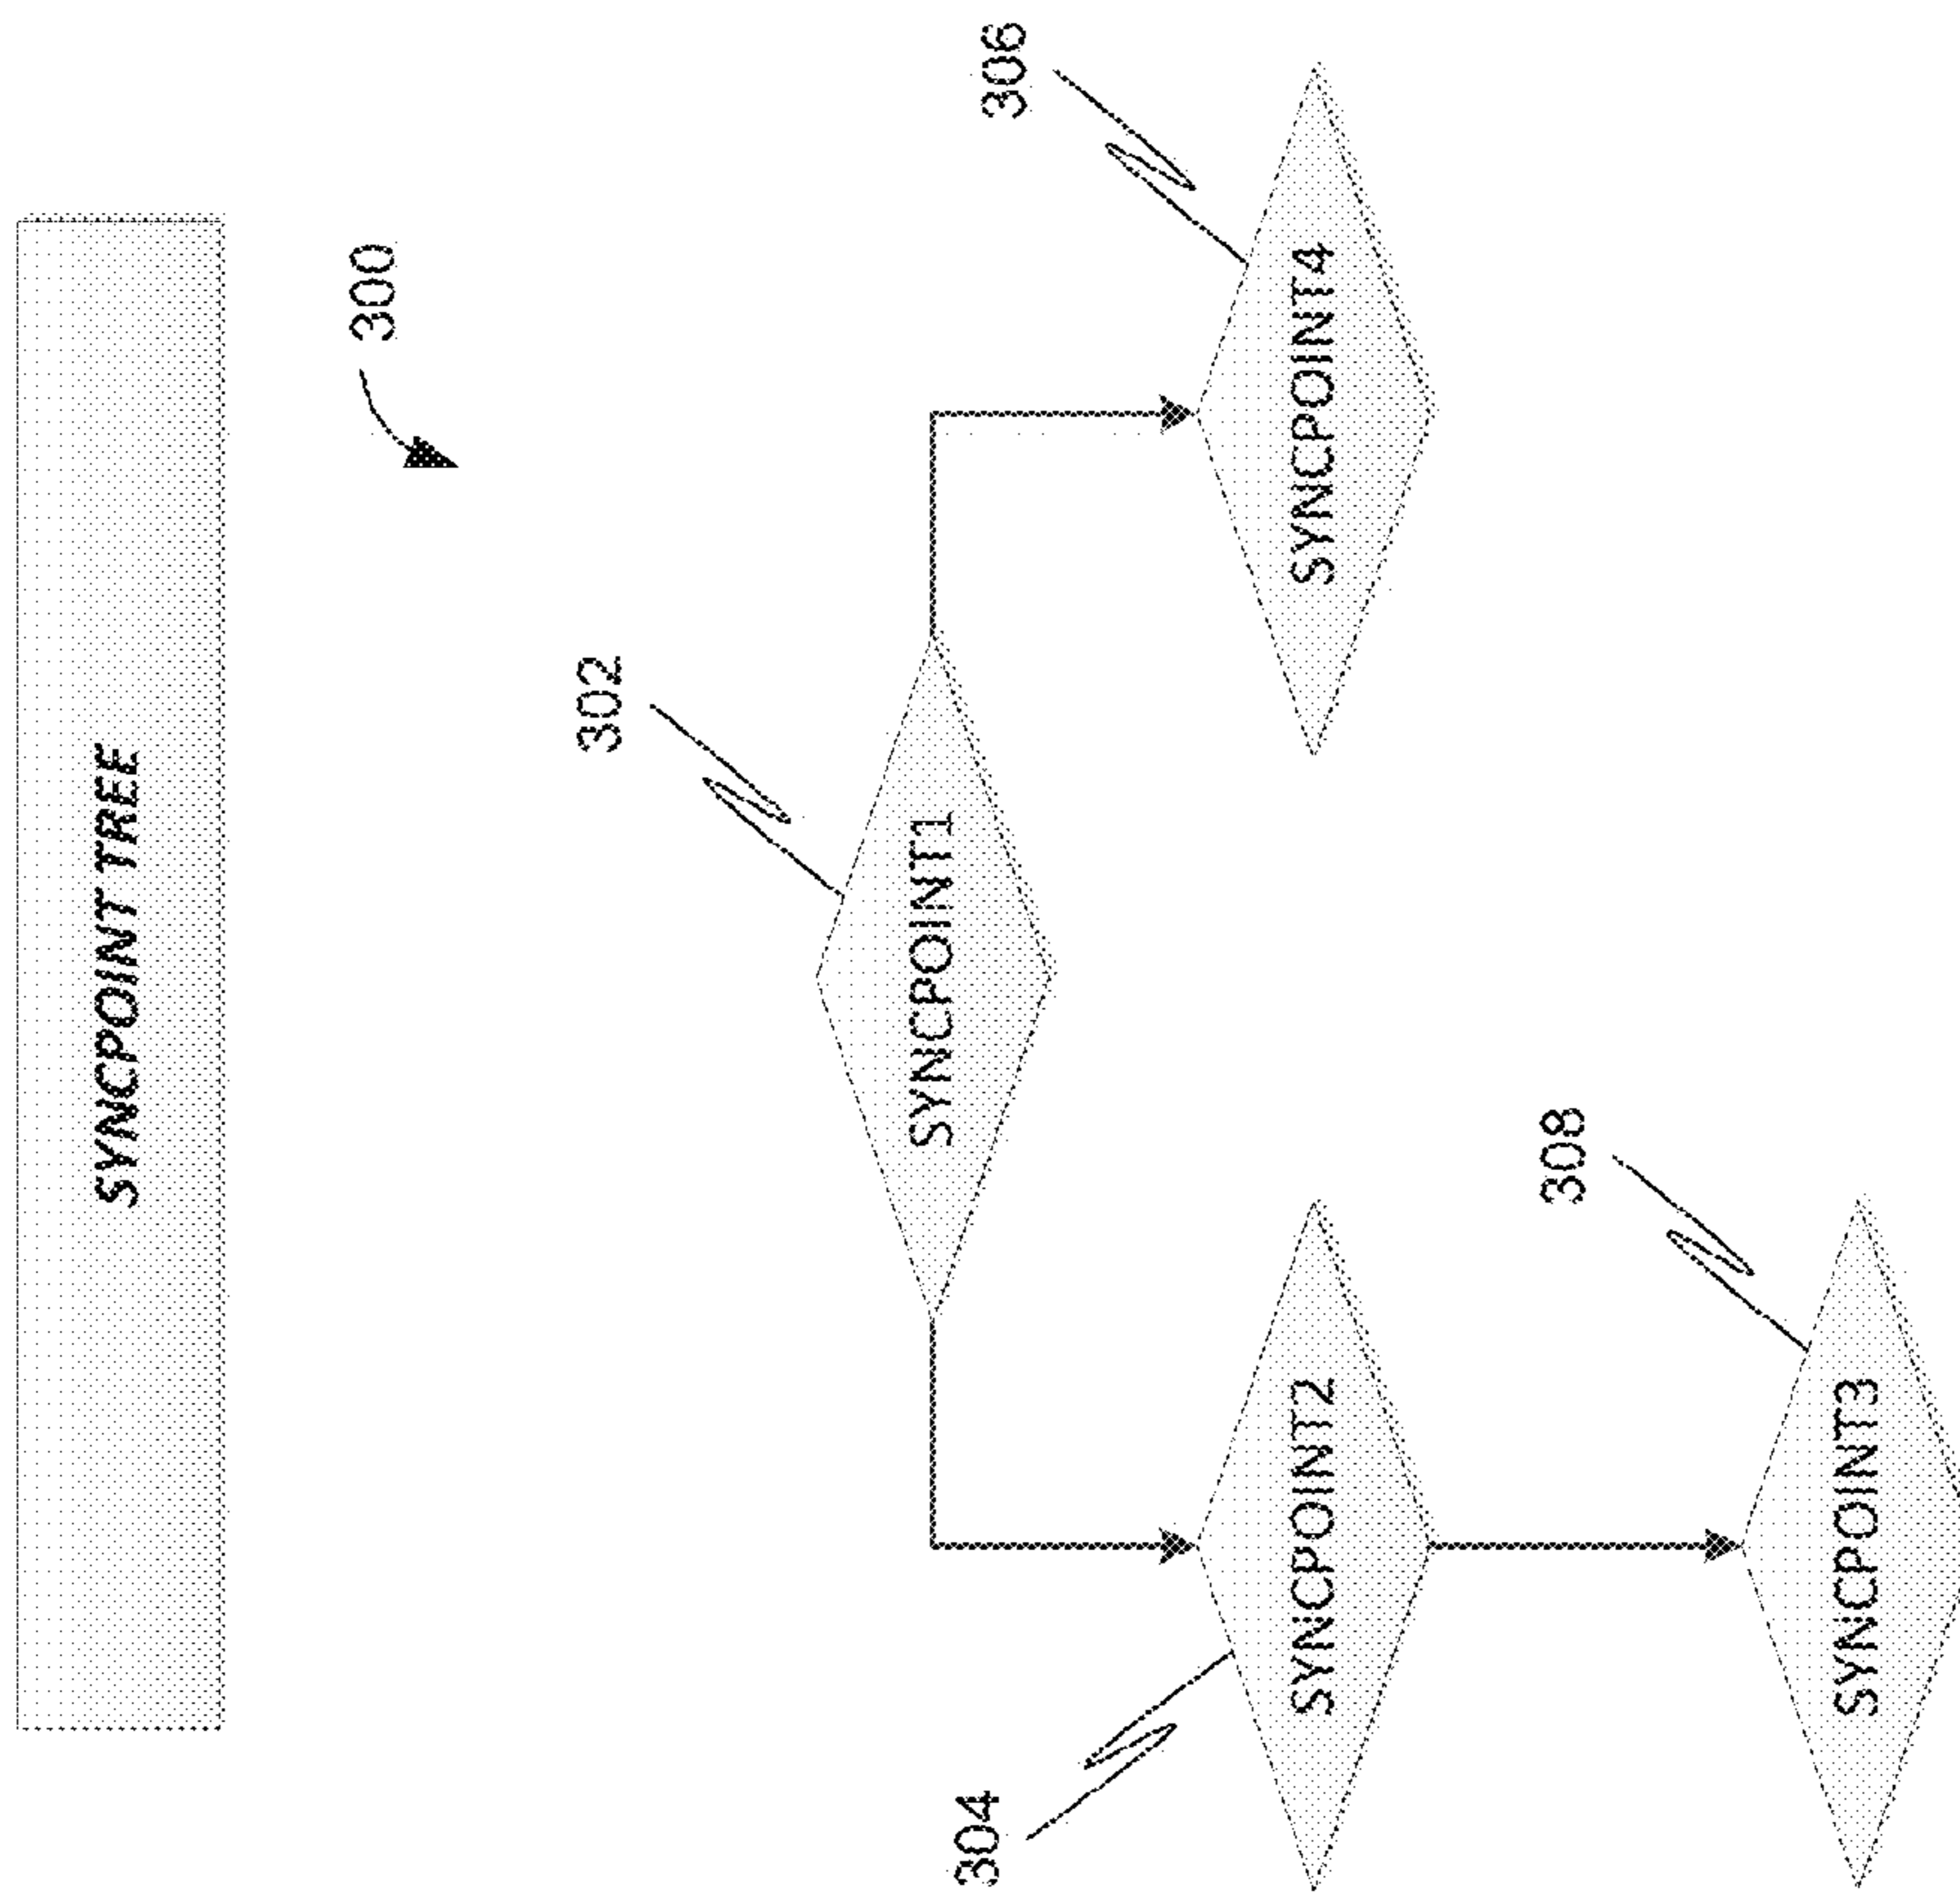 SYNCPOINT TREE
300
302
SYNCPOINT1
304
306
SYNCPOINT2
SYNCPOINT4
308
SYNCPOINT3